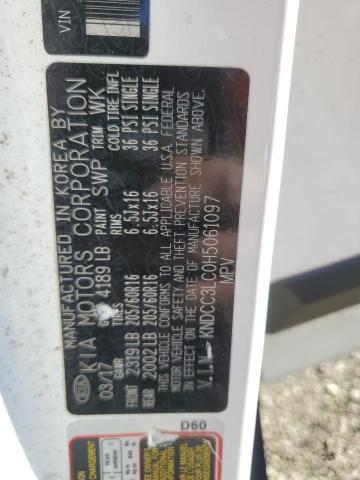 VIN
MANUFACTURED IN KOREA BY
KIA MOTORS CORPORATION
KIA
03/17 PAINT SWP TRIM WK
4189 LB
GAWR TIRES RIMS COLD TIRE INFL
FRONT 2319 LB 205/60R16 6.5JX16 36 PSI SINGLE
REAR 2002 LB 205/60R16 6.5JX16 36 PSI SINGLE
THIS VEHICLE CONFORMS TO ALL APPLICABLE U.S.A. FEDERAL
MOTOR VEHICLE SAFETY AND THEFT-PREVENTION STANDARDS
IN EFFECT ON THE DATE OF MANUFACTURE SHOWN ABOVE.
KNDCC3LC0H5061097
MPV
D60